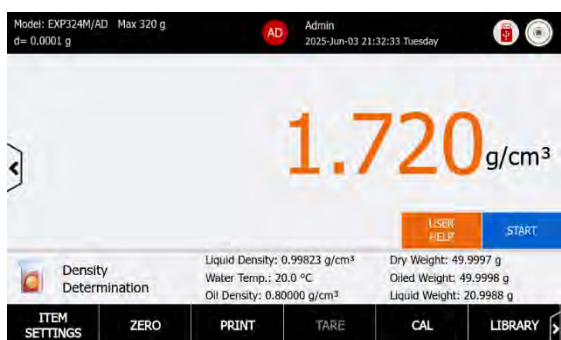 Model: EXP324M/AD Max 320 g
d= 0.0001 g
AD
Admin
2025-Jun-03 21:32:33 Tuesday
1.720 g/cm³
USER
HELP
START
Density
Determination
Liquid Density: 0.99823 g/cm³
Water Temp.: 20.0 °C
Oil Density: 0.80000 g/cm³
Dry Weight: 49.9997 g
Oiled Weight: 49.9998 g
Liquid Weight: 20.9988 g
ITEM
SETTINGS
ZERO
PRINT
TARE
CAL
LIBRARY